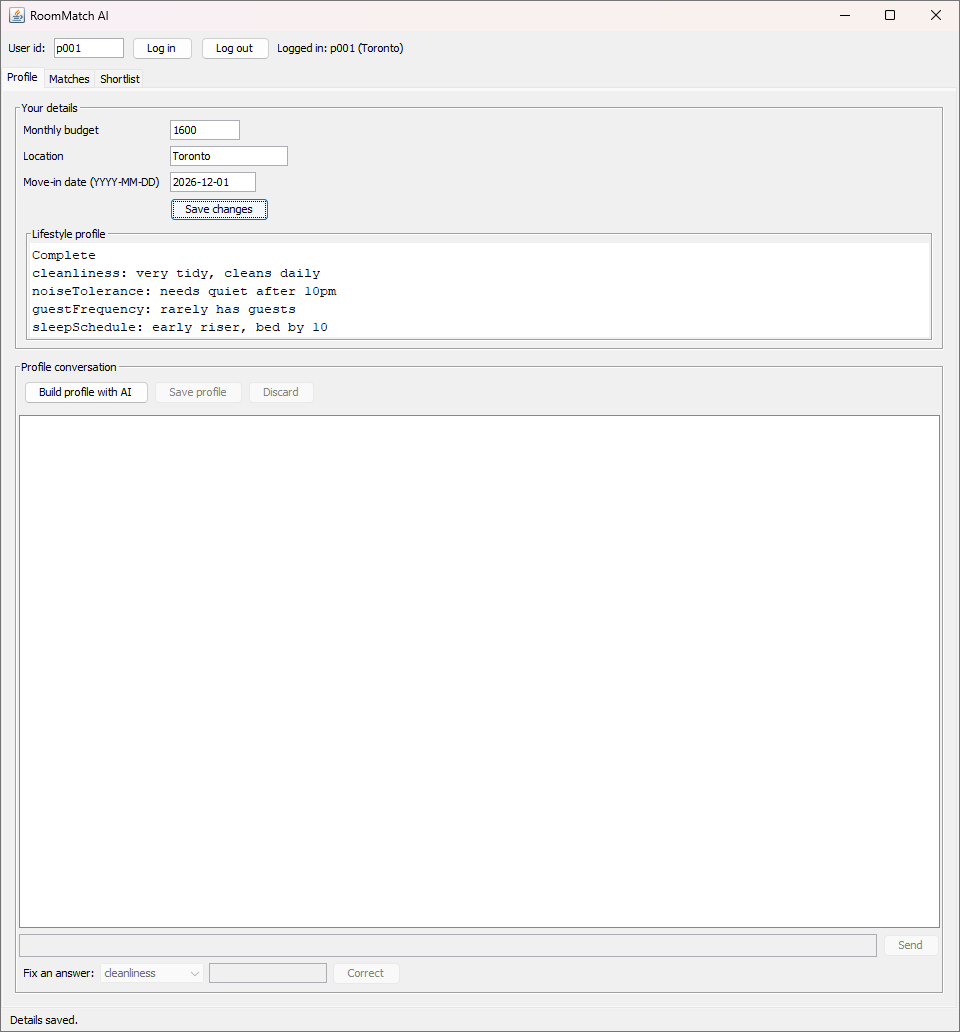 RoomMatch AI
User id: p001 Log in Log out Logged in: p001 (Toronto)
Profile Matches Shortlist
Your details
Monthly budget 1600
Location Toronto
Move-in date (YYYY-MM-DD) 2026-12-01
Save changes
Lifestyle profile
Complete
cleanliness: very tidy, cleans daily
noiseTolerance: needs quiet after 10pm
guestFrequency: rarely has guests
sleepSchedule: early riser, bed by 10
Profile conversation
Build profile with AI Save profile Discard
Send
Fix an answer: cleanliness Correct
Details saved.